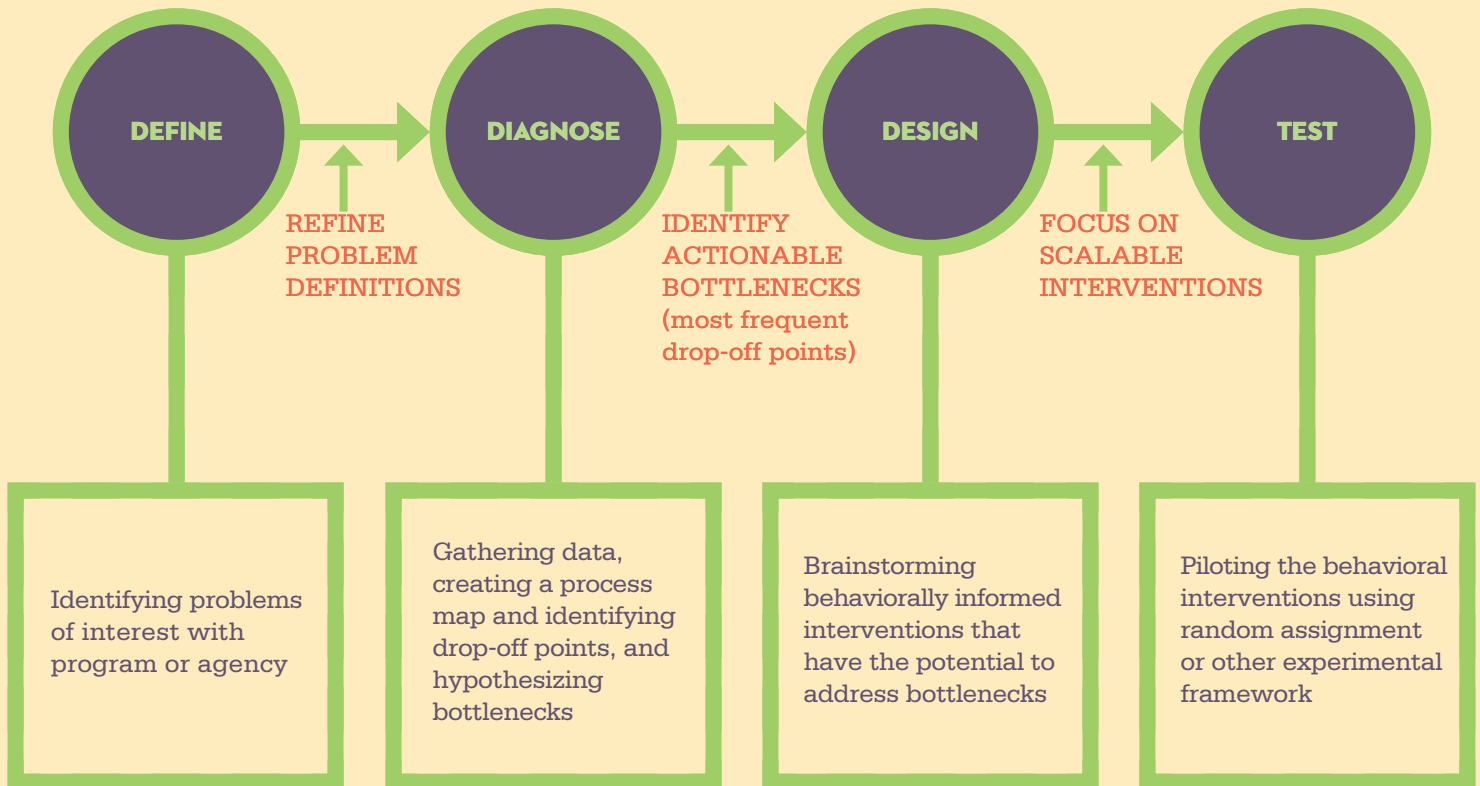 DEFINE
DIAGNOSE
DESIGN
TEST
REFINE
PROBLEM
DEFINITIONS
IDENTIFY
ACTIONABLE
BOTTLENECKS
(most frequent
drop-off points)
FOCUS ON
SCALABLE
INTERVENTIONS
Identifying problems
of interest with
program or agency
Gathering data,
creating a process
map and identifying
drop-off points, and
hypothesizing
bottlenecks
Brainstorming
behaviorally informed
interventions that
have the potential to
address bottlenecks
Piloting the behavioral
interventions using
random assignment
or other experimental
framework